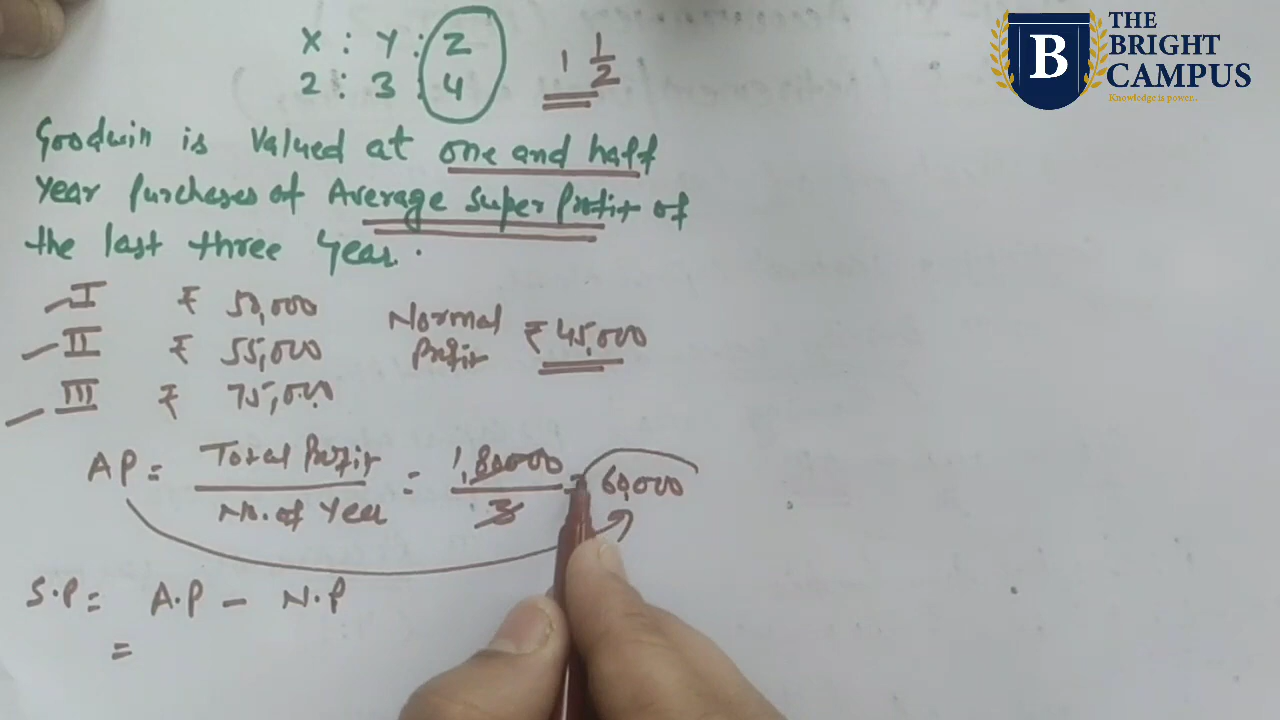 X : Y : Z
2 : 3 : 4
1 1/2
THE
BRIGHT
CAMPUS
Knowledge is power.
B
Goodwin is Valued at one and half
Year Purchases of Average Super Profit of
the last three Year.
I ₹ 50,000
II ₹ 55,000
III ₹ 75,000
Normal
Profit ₹ 45,000
AP = Total Profit / No. of Year = 1,80000 / 3 = 60,000
S.P = A.P - N.P
=